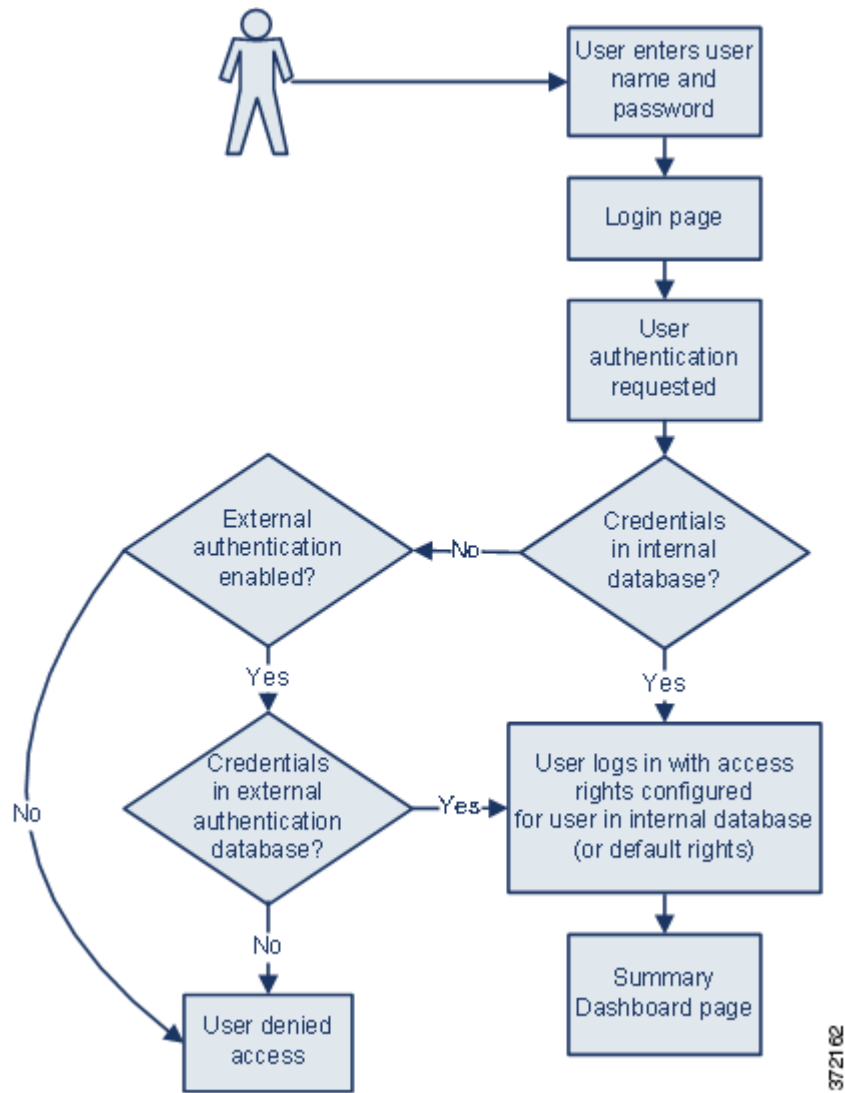 User enters user
name and
password
Login page
User
authentication
requested
External
authentication
enabled?
No
Credentials
in internal
database?
Yes
Yes
Credentials
in external
authentication
database?
Yes
User logs in with access
rights configured
for user in internal database
(or default rights)
No
No
User denied
access
Summary
Dashboard page
372162